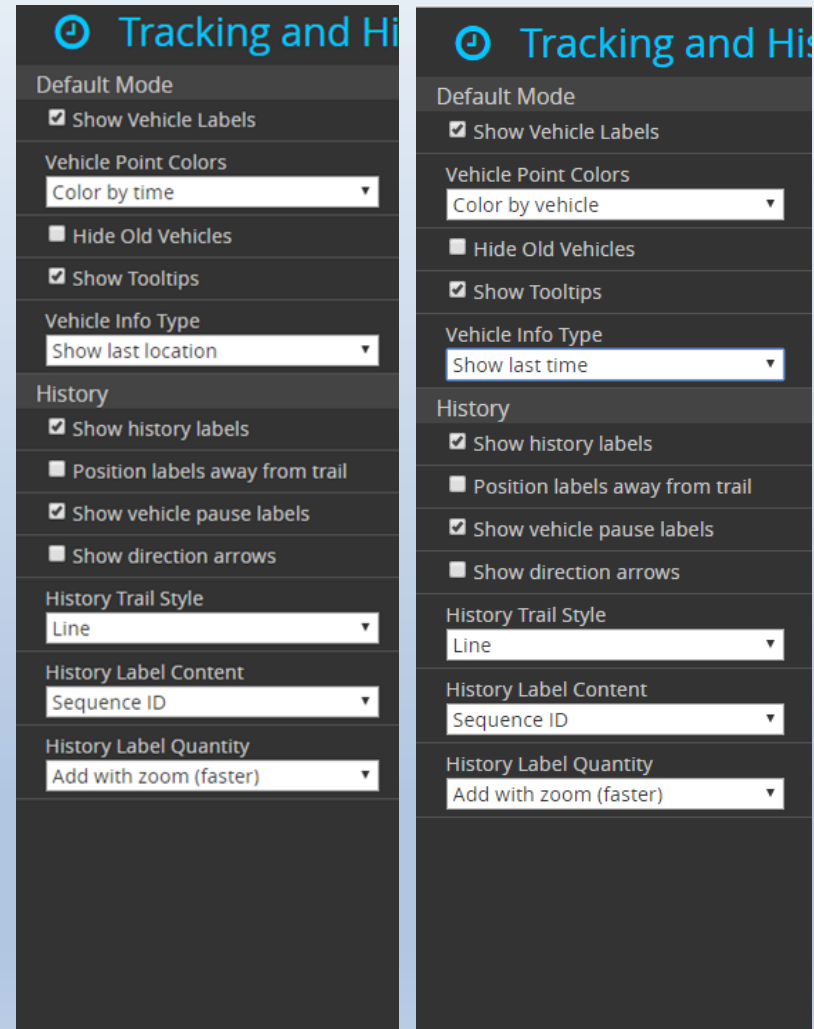 Tracking and Hi
Default Mode
Show Vehicle Labels
Vehicle Point Colors
Color by time
Hide Old Vehicles
Show Tooltips
Vehicle Info Type
Show last location
History
Show history labels
Position labels away from trail
Show vehicle pause labels
Show direction arrows
History Trail Style
Line
History Label Content
Sequence ID
History Label Quantity
Add with zoom (faster)
Tracking and His
Default Mode
Show Vehicle Labels
Vehicle Point Colors
Color by vehicle
Hide Old Vehicles
Show Tooltips
Vehicle Info Type
Show last time
History
Show history labels
Position labels away from trail
Show vehicle pause labels
Show direction arrows
History Trail Style
Line
History Label Content
Sequence ID
History Label Quantity
Add with zoom (faster)